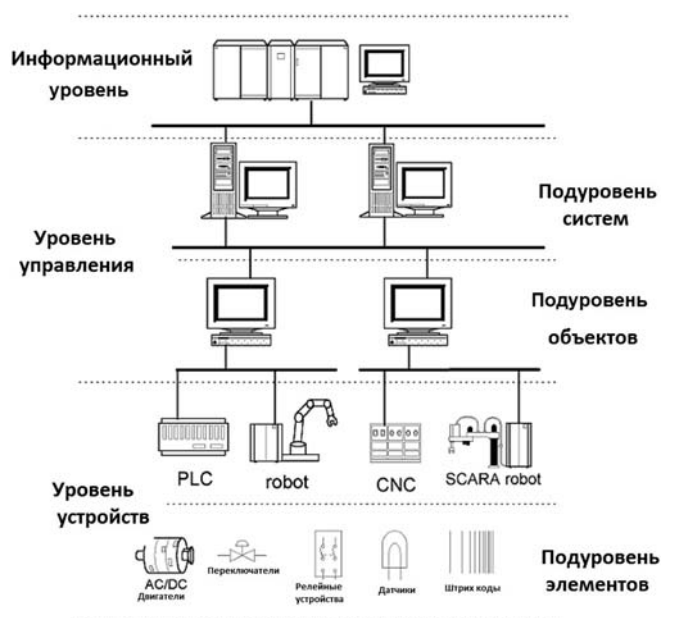 Информационный
уровень
Подуровень
систем
Уровень
управления
Подуровень
объектов
PLC
robot
CNC
SCARA robot
Уровень
устройств
AC/DC
Двигатели
Переключатели
Релейные
устройства
Датчики
Штрих коды
Подуровень
элементов